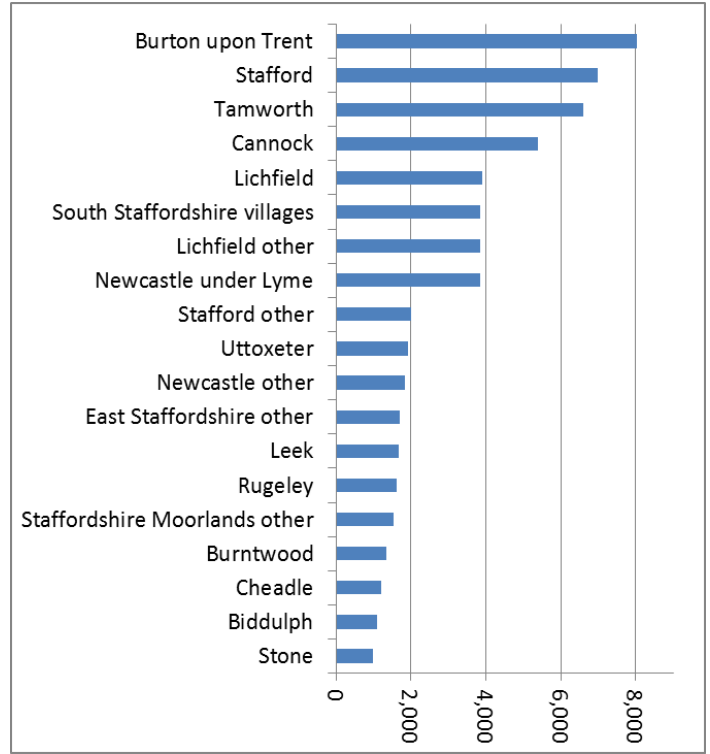 Burton upon Trent
Stafford
Tamworth
Cannock
Lichfield
South Staffordshire villages
Lichfield other
Newcastle under Lyme
Stafford other
Uttoxeter
Newcastle other
East Staffordshire other
Leek
Rugeley
Staffordshire Moorlands other
Burntwood
Cheadle
Biddulph
Stone
0
2,000
4,000
6,000
8,000